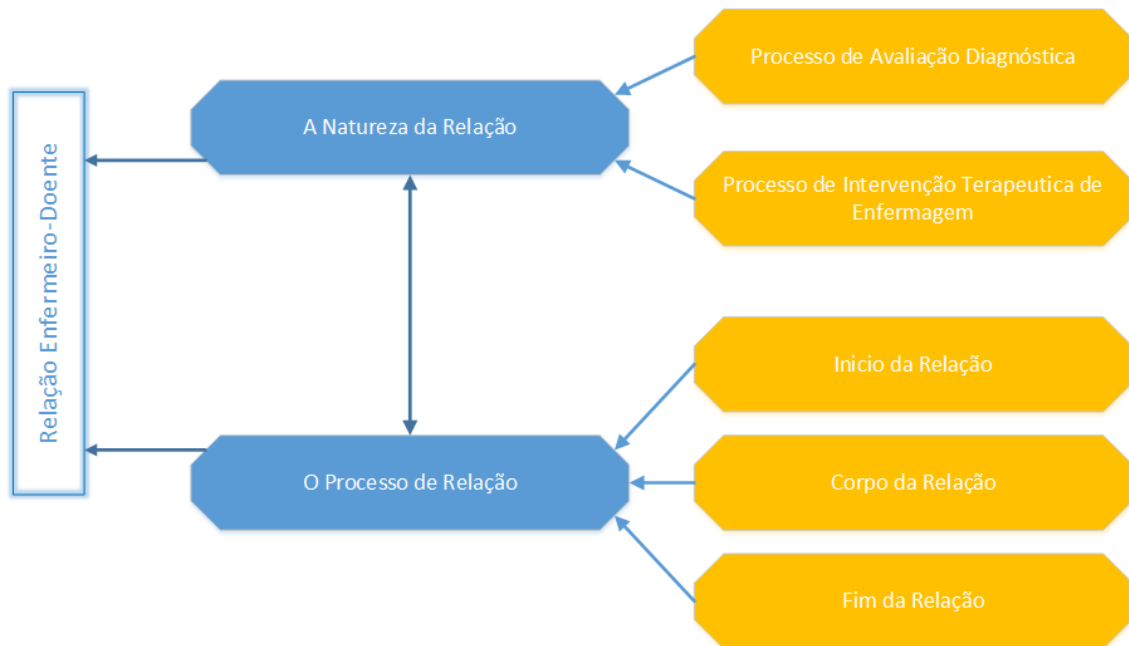 Relação Enfermeiro-Doente
A Natureza da Relação
Processo de Avaliação Diagnóstica
Processo de Intervenção Terapeutica de
Enfermagem
O Processo de Relação
Inicio da Relação
Corpo da Relação
Fim da Relação